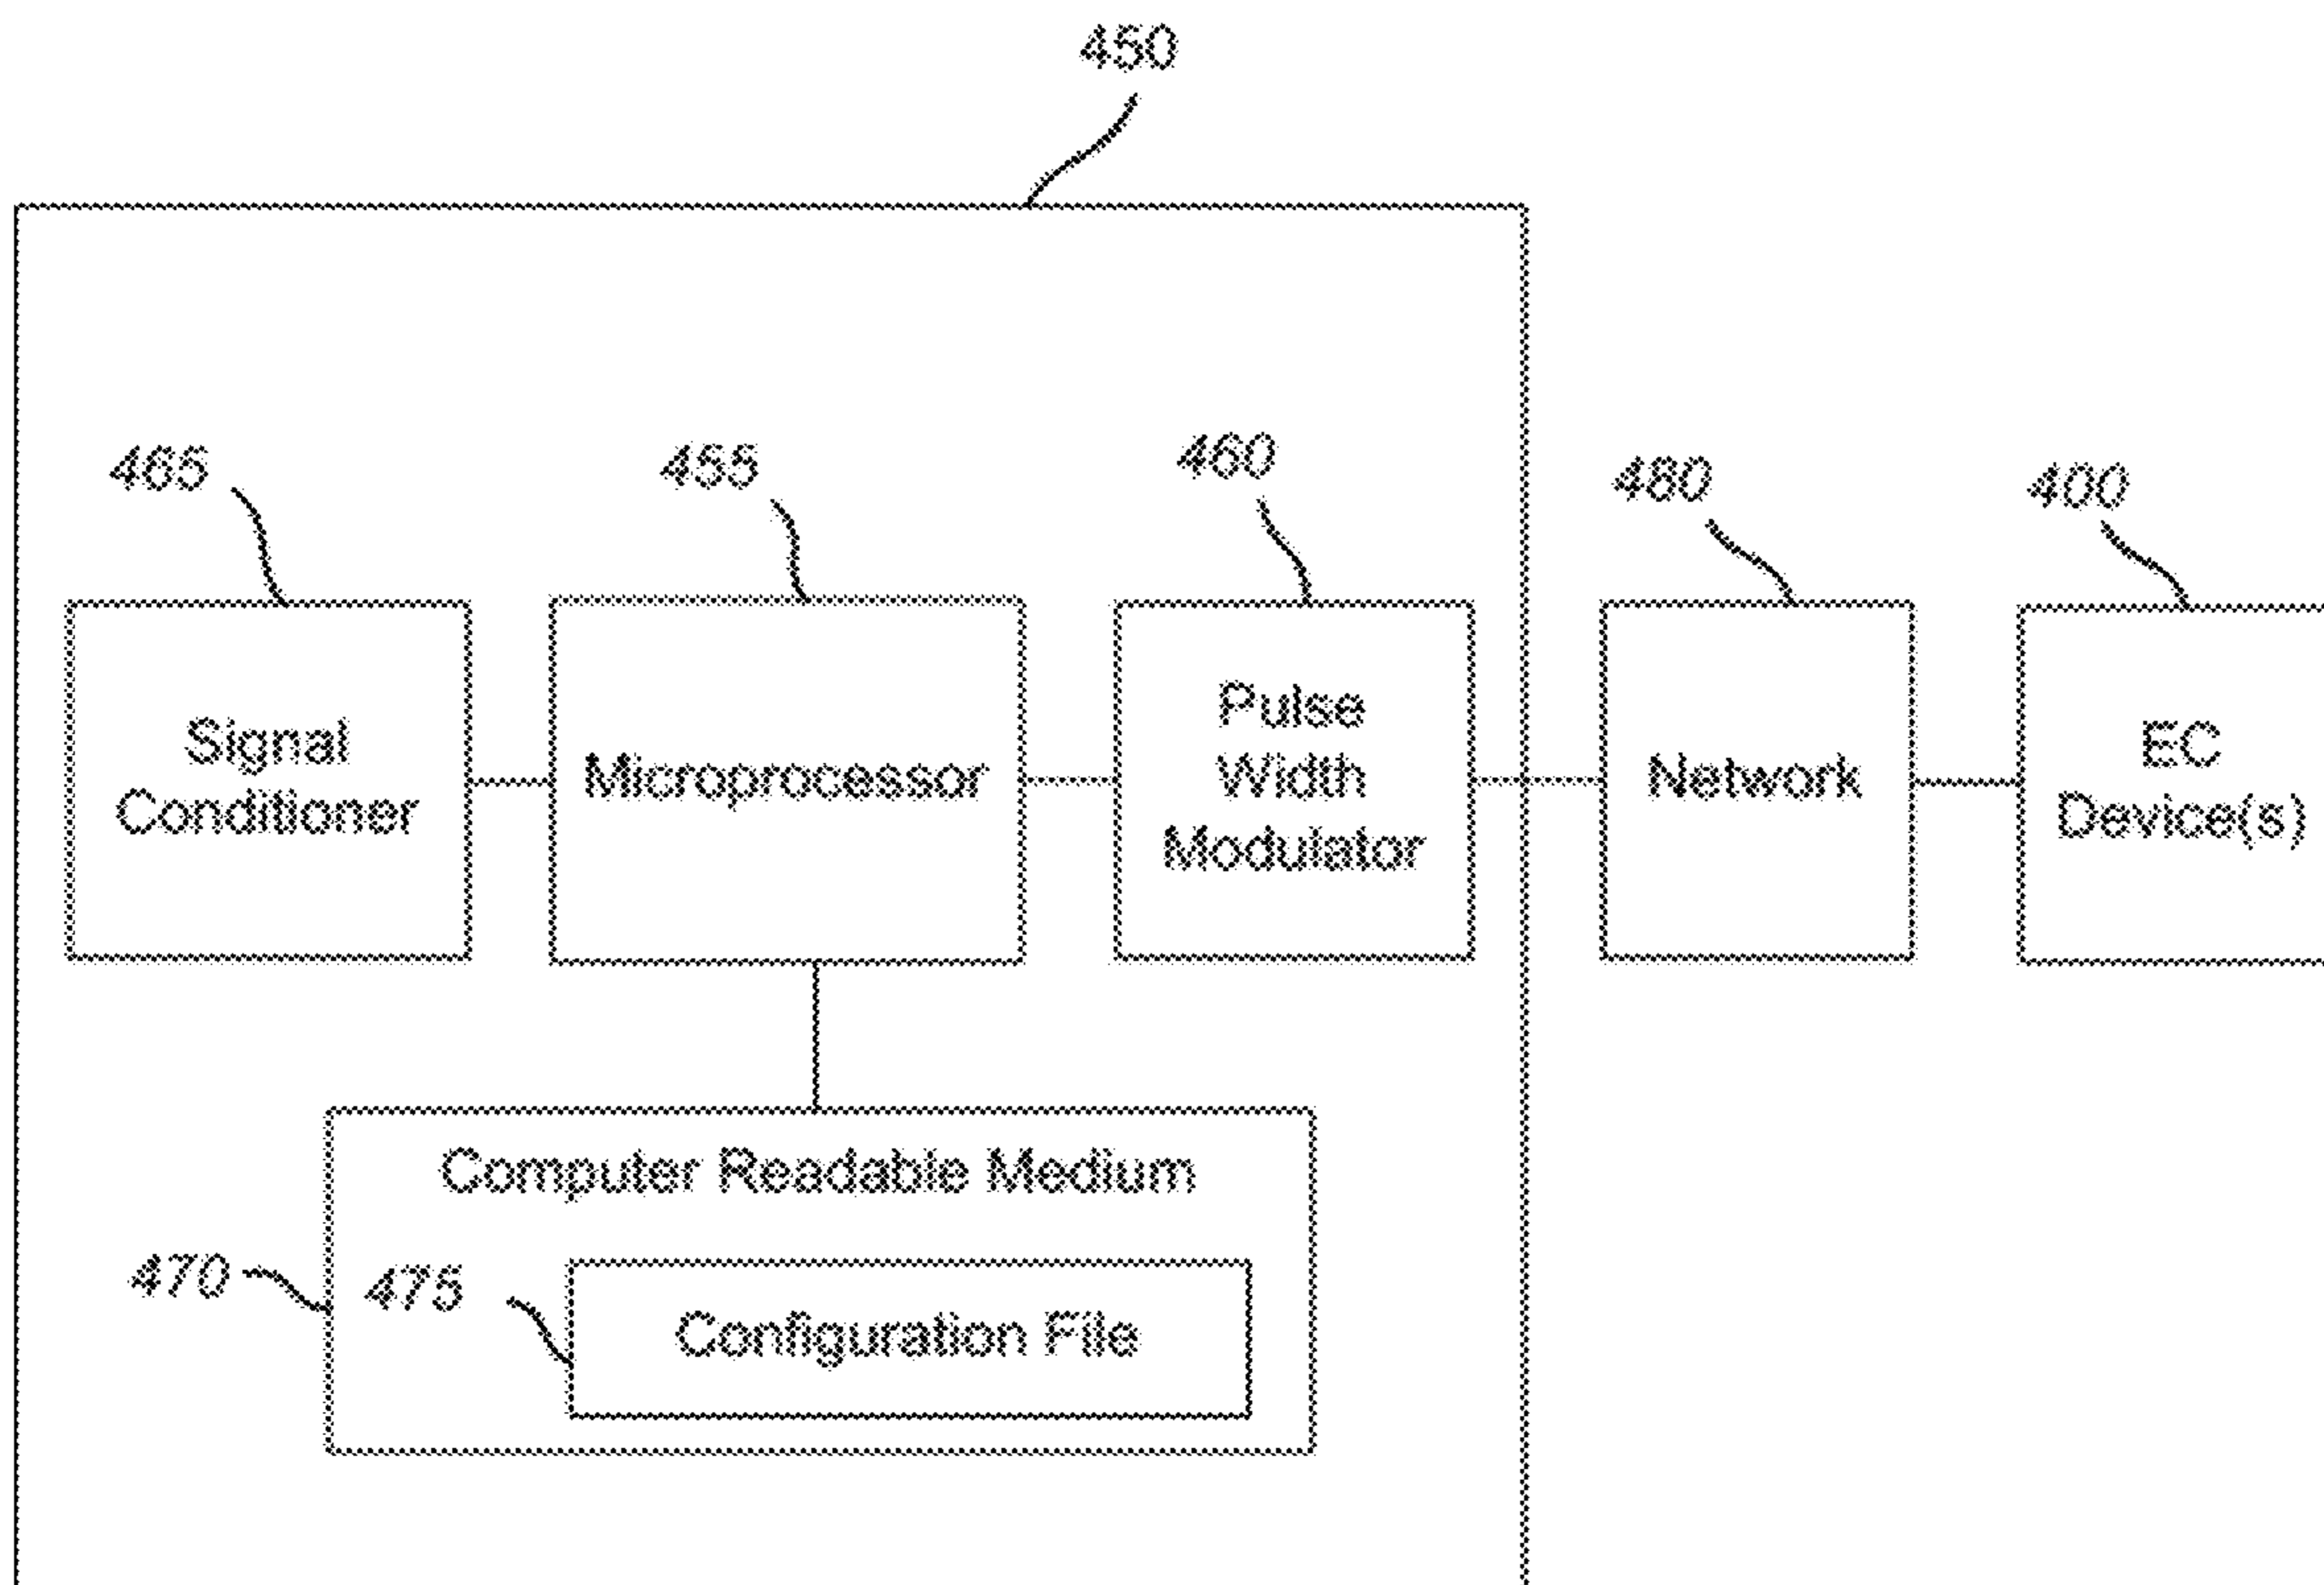 450
465
455
460
480
400
Signal
Conditioner
Microprocessor
Pulse
Width
Modulator
Network
EC
Device(s)
Computer Readable Medium
470
475
Configuration File